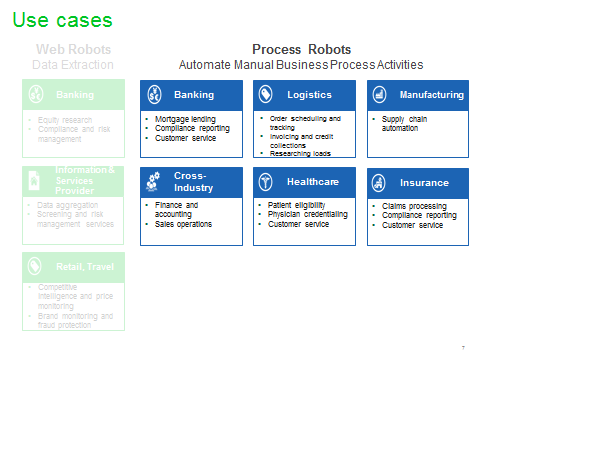 Use cases
Web Robots
Data Extraction
Process Robots
Automate Manual Business Process Activities
Banking
• Equity research
• Compliance and risk
management
Information &
Services
Provider
• Data aggregation
• Screening and risk
management services
Retail, Travel
• Competitive
intelligence and price
monitoring
• Brand monitoring and
fraud protection
Banking
• Mortgage lending
• Compliance reporting
• Customer service
Logistics
• Order scheduling and
tracking
• Invoicing and credit
collections
• Researching loads
Manufacturing
• Supply chain
automation
Cross-
Industry
• Finance and
accounting
• Sales operations
Healthcare
• Patient eligibility
• Physician credentialing
• Customer service
Insurance
• Claims processing
• Compliance reporting
• Customer service
7